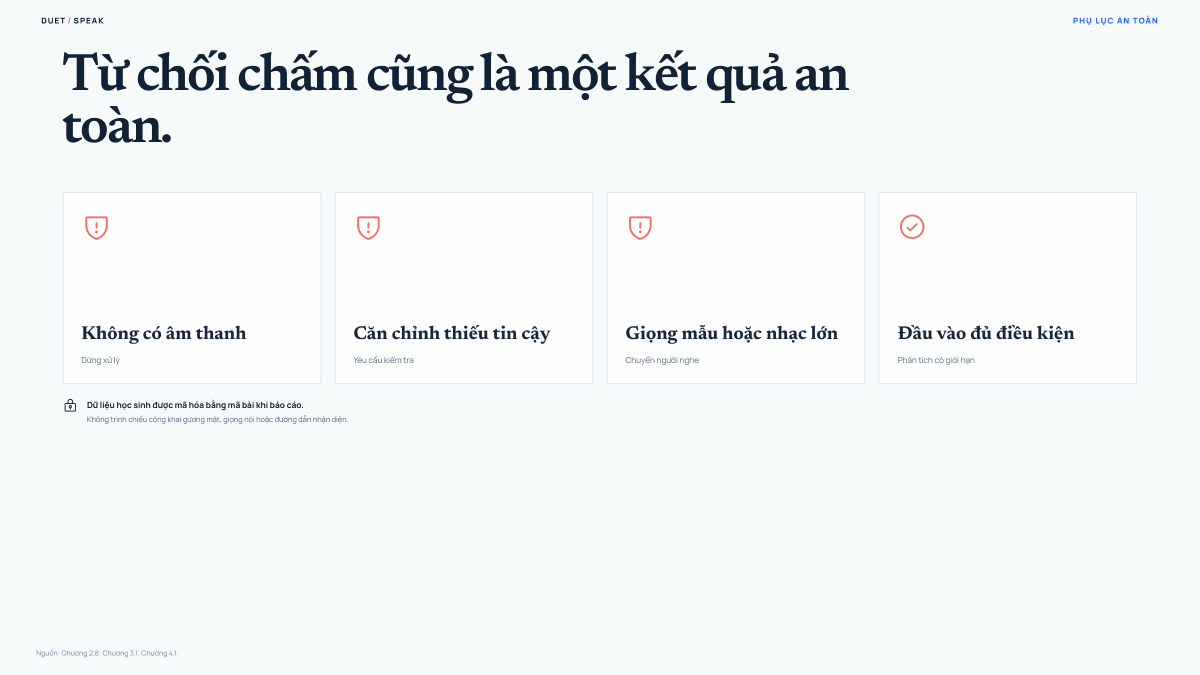 DUET / SPEAK
PHỤ LỤC AN TOÀN
Từ chối chấm cũng là một kết quả an
toàn.
Không có âm thanh
Dừng xử lý
Căn chỉnh thiếu tin cậy
Yêu cầu kiểm tra
Giọng mẫu hoặc nhạc lớn
Chuyển người nghe
Đầu vào đủ điều kiện
Phân tích có giới hạn
Dữ liệu học sinh được mã hóa bằng mã bài khi báo cáo.
Không trình chiếu công khai gương mặt, giọng nói hoặc đường dẫn nhận diện.
Nguồn: Chương 2.8; Chương 3.1; Chương 4.1.